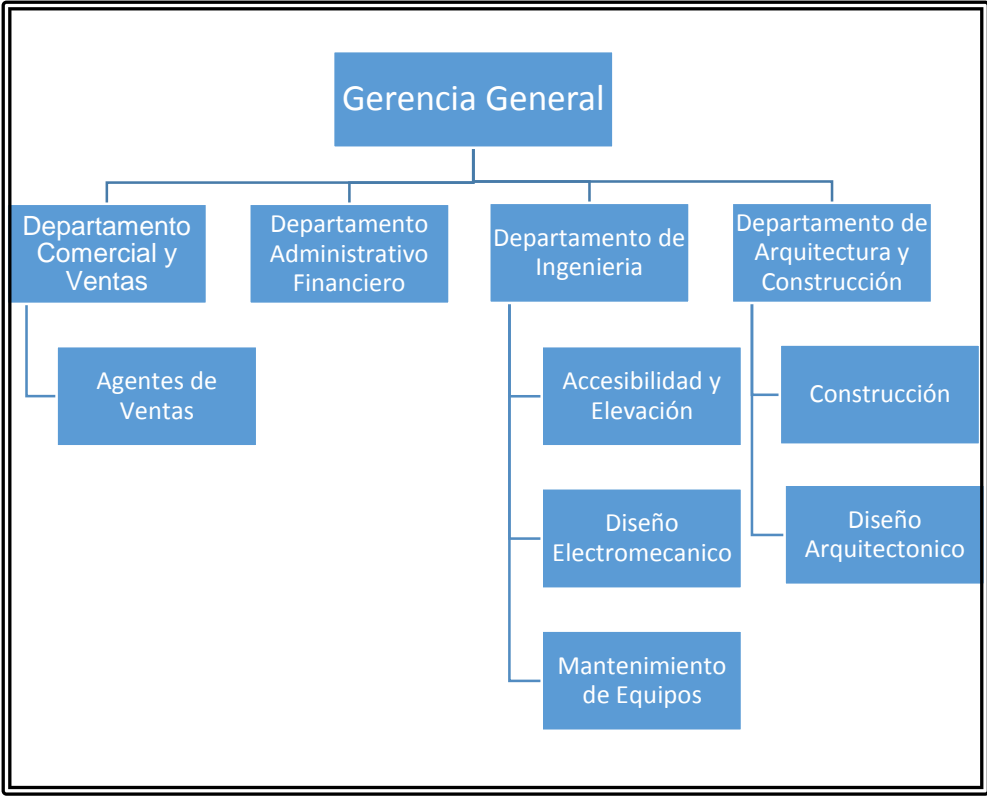 Gerencia General
Departamento
Comercial y
Ventas
Departamento
Administrativo
Financiero
Departamento de
Ingenieria
Departamento de
Arquitectura y
Construcción
Agentes de
Ventas
Accesibilidad y
Elevación
Construcción
Diseño
Electromecanico
Diseño
Arquitectonico
Mantenimiento
de Equipos